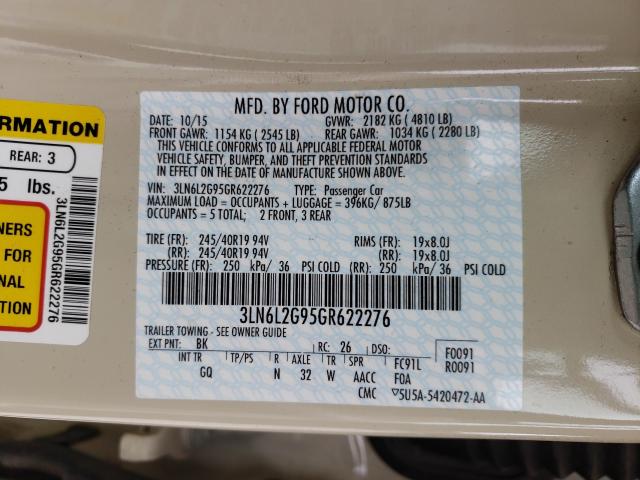 ORMATION
REAR: 3
5 lbs.
NERS
FOR
NAL
TION
3LN6L2G95GR622276
MFD. BY FORD MOTOR CO.
DATE: 10/15 GVWR: 2182 KG ( 4810 LB)
FRONT GAWR: 1154 KG ( 2545 LB) REAR GAWR: 1034 KG ( 2280 LB)
THIS VEHICLE CONFORMS TO ALL APPLICABLE FEDERAL MOTOR
VEHICLE SAFETY, BUMPER, AND THEFT PREVENTION STANDARDS
IN EFFECT ON THE DATE OF MANUFACTURE SHOWN ABOVE.
VIN: 3LN6L2G95GR622276 TYPE: Passenger Car
MAXIMUM LOAD = OCCUPANTS + LUGGAGE = 396KG/ 875LB
OCCUPANTS = 5 TOTAL; 2 FRONT, 3 REAR
TIRE (FR): 245/40R19 94V RIMS (FR): 19x8.0J
(RR): 245/40R19 94V (RR): 19x8.0J
PRESSURE (FR): 250 kPa/ 36 PSI COLD (RR): 250 kPa/ 36 PSI COLD
3LN6L2G95GR622276
TRAILER TOWING - SEE OWNER GUIDE
EXT PNT: BK RC: 26 DSO: F0091
INT TR TP/PS R AXLE TR SPR FC91L R0091
GQ N 32 W AACC F0A
CMC ▽5U5A-5420472-AA